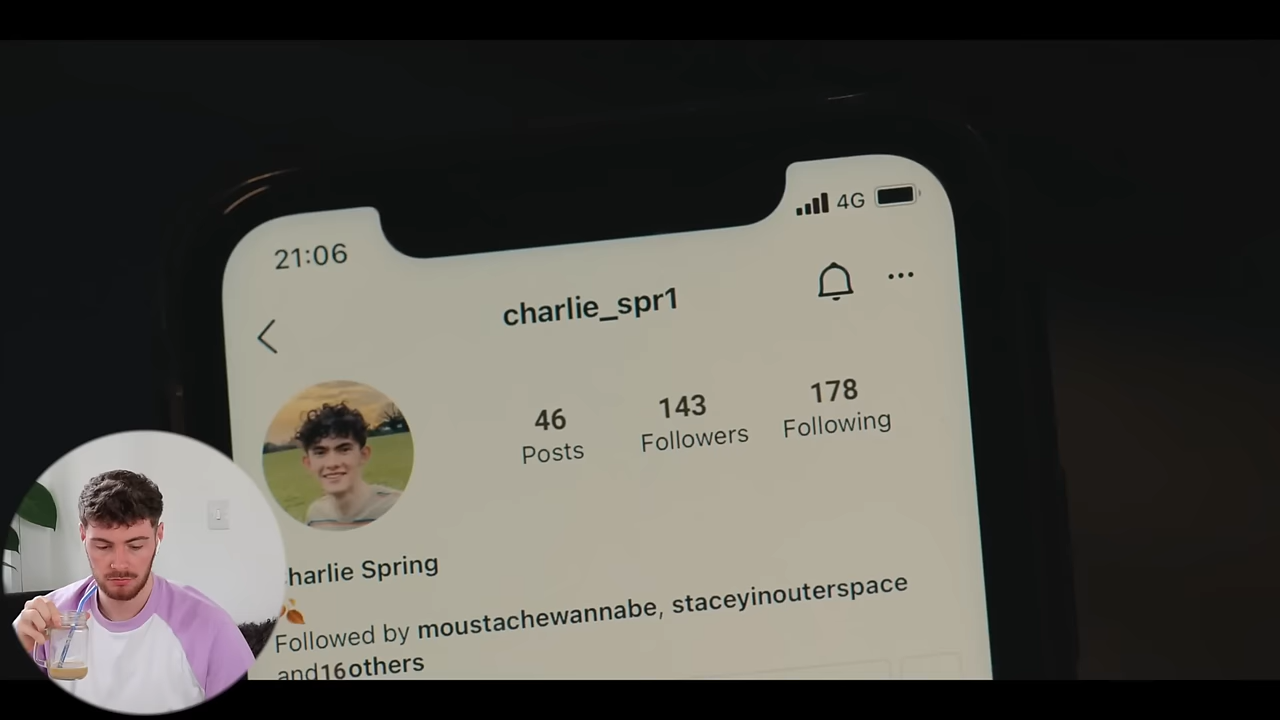 21:06
4G
charlie_spr1
46
Posts
143
Followers
178
Following
harlie Spring
Followed by moustachewannabe, staceyinouterspace
and16others